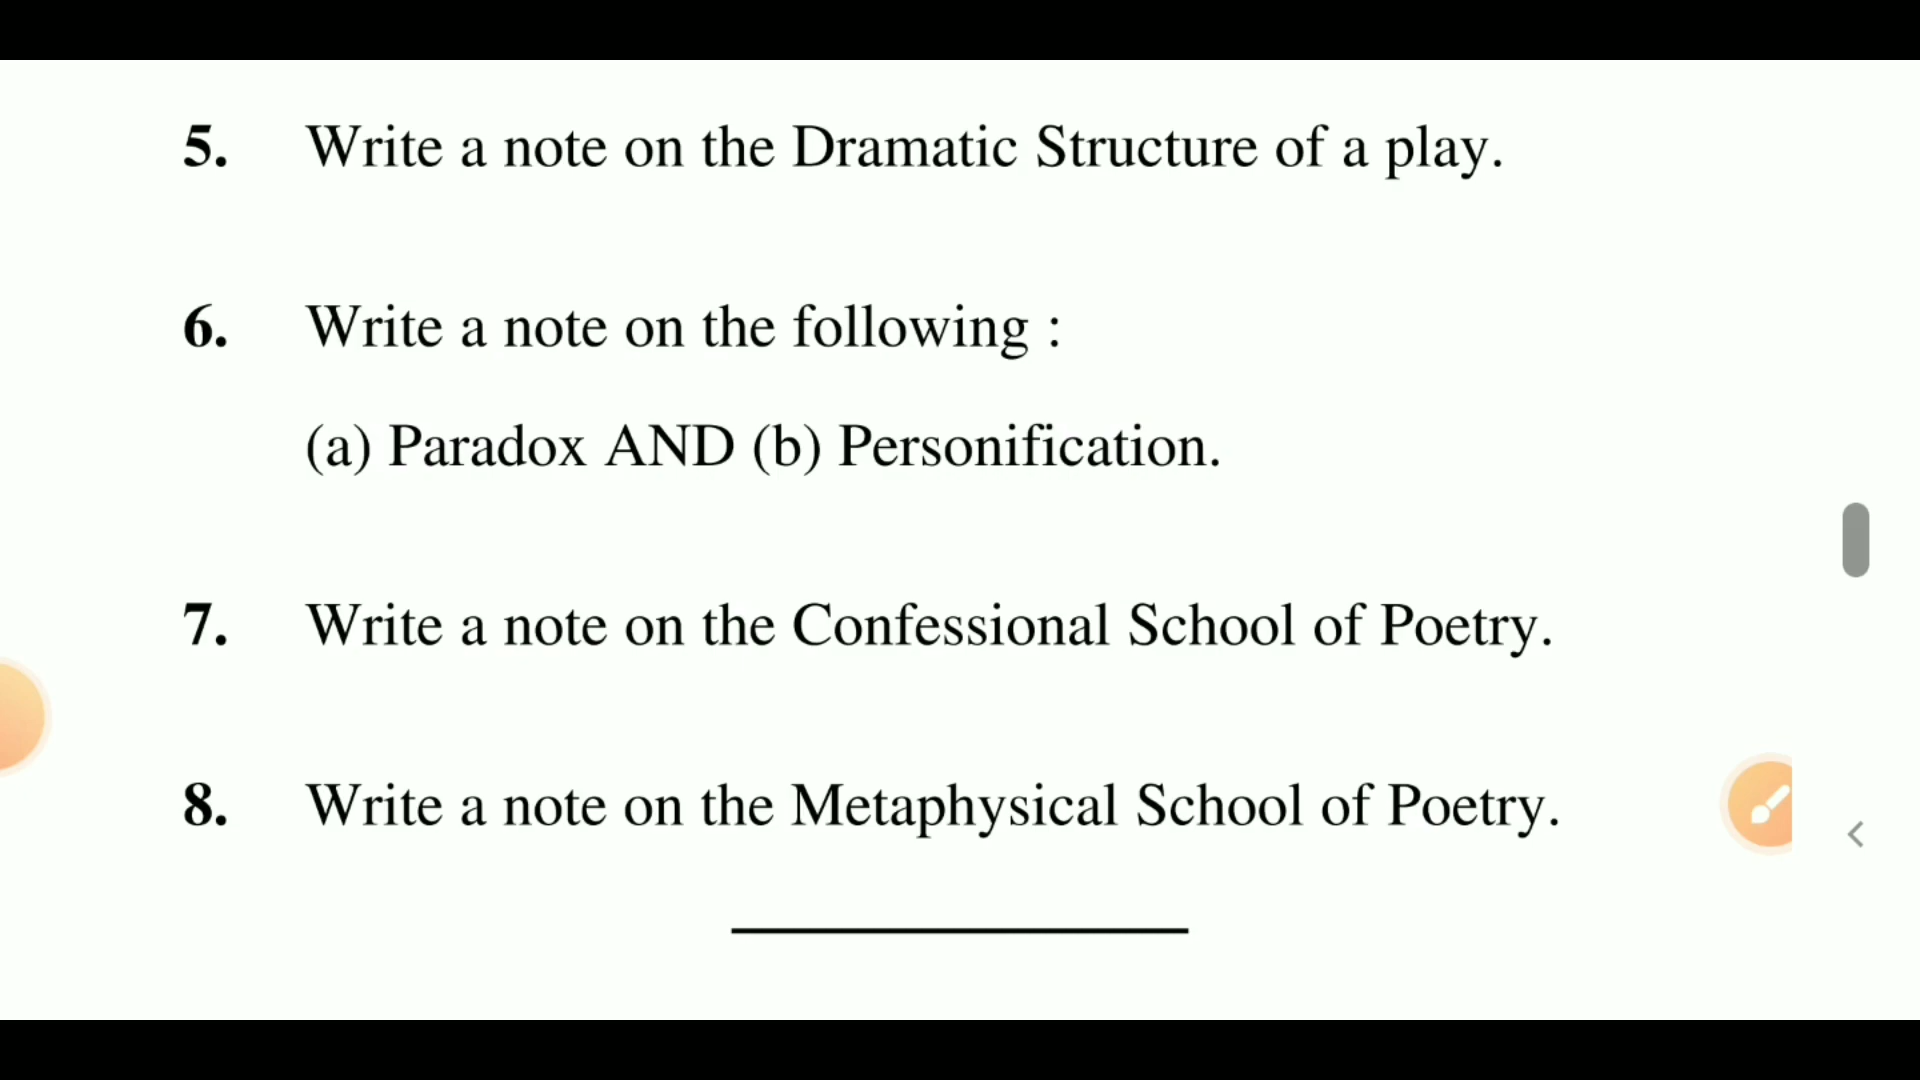 5. Write a note on the Dramatic Structure of a play.
6. Write a note on the following :
(a) Paradox AND (b) Personification.
7. Write a note on the Confessional School of Poetry.
8. Write a note on the Metaphysical School of Poetry.